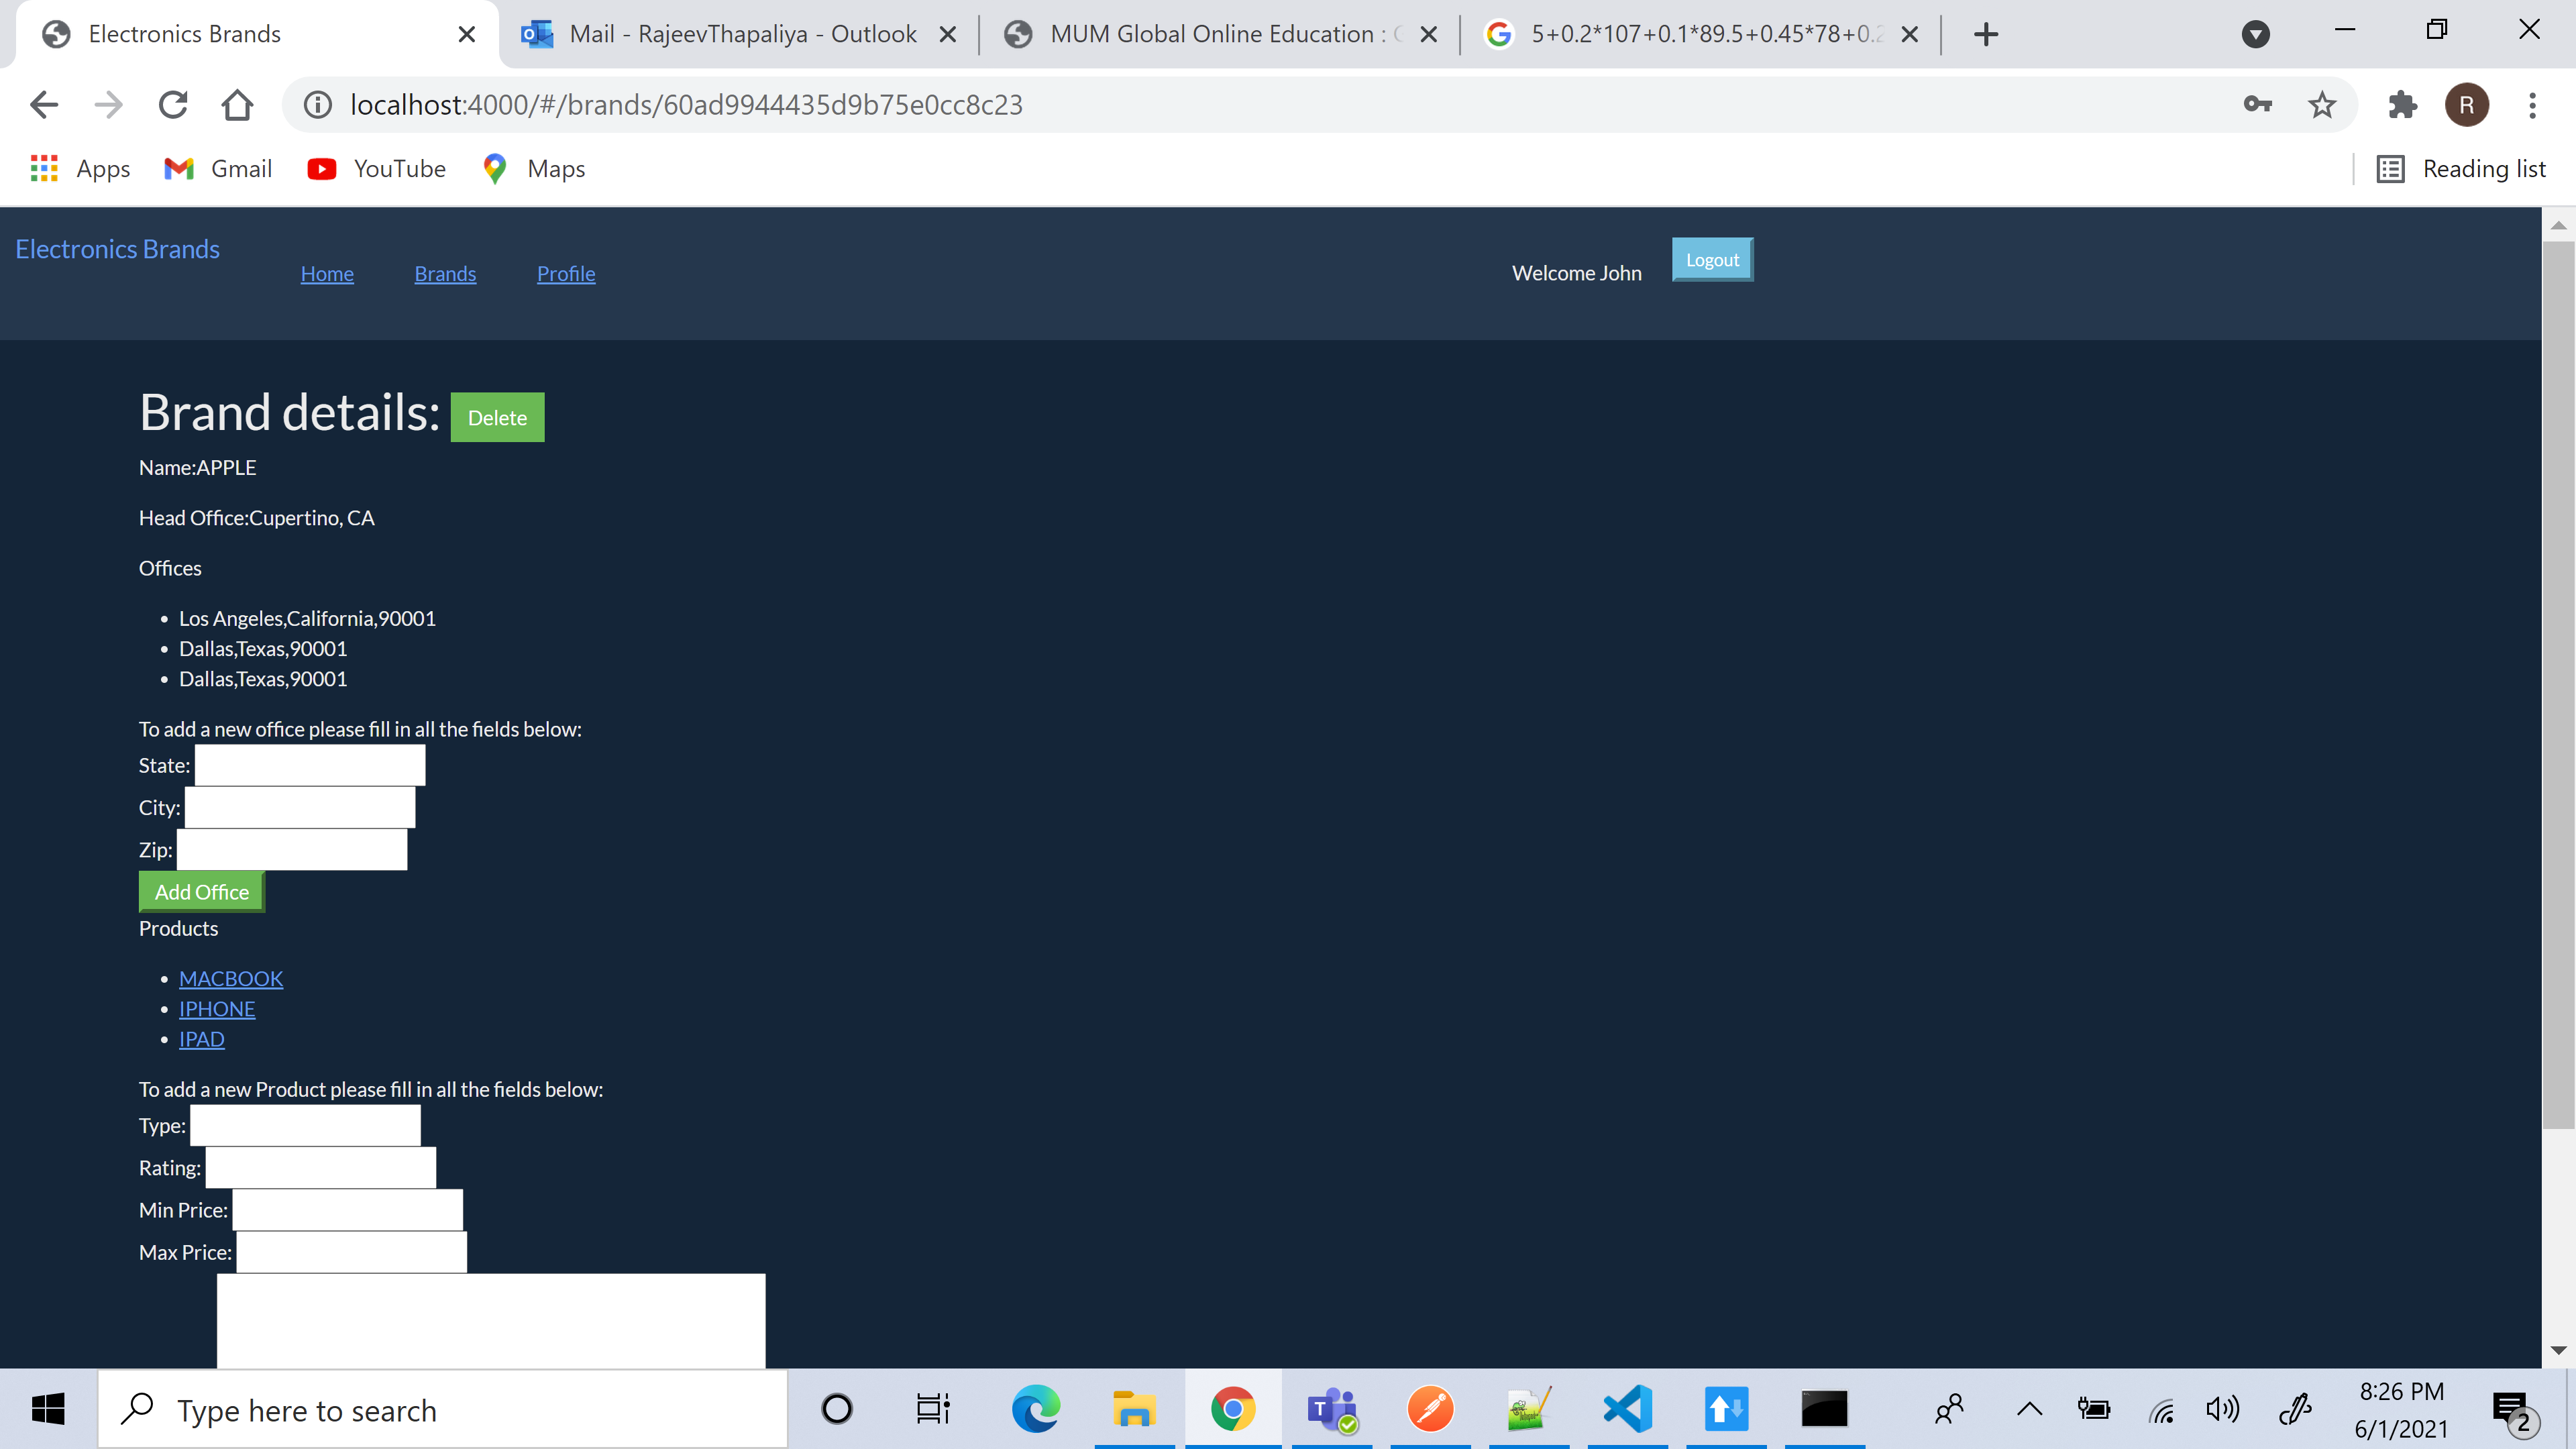 Electronics Brands
Mail - RajeevThapaliya - Outlook
MUM Global Online Education :
5+0.2*107+0.1*89.5+0.45*78+0.2
localhost:4000/#/brands/60ad9944435d9b75e0cc8c23
R
Apps
Gmail
YouTube
Maps
Reading list
Electronics Brands
Home
Brands
Profile
Welcome John
Logout
Brand details:
Delete
Name:APPLE
Head Office:Cupertino, CA
Offices
Los Angeles,California,90001
Dallas,Texas,90001
Dallas,Texas,90001
To add a new office please fill in all the fields below:
State:
City:
Zip:
Add Office
Products
MACBOOK
IPHONE
IPAD
To add a new Product please fill in all the fields below:
Type:
Rating:
Min Price:
Max Price:
Type here to search
8:26 PM
6/1/2021
2